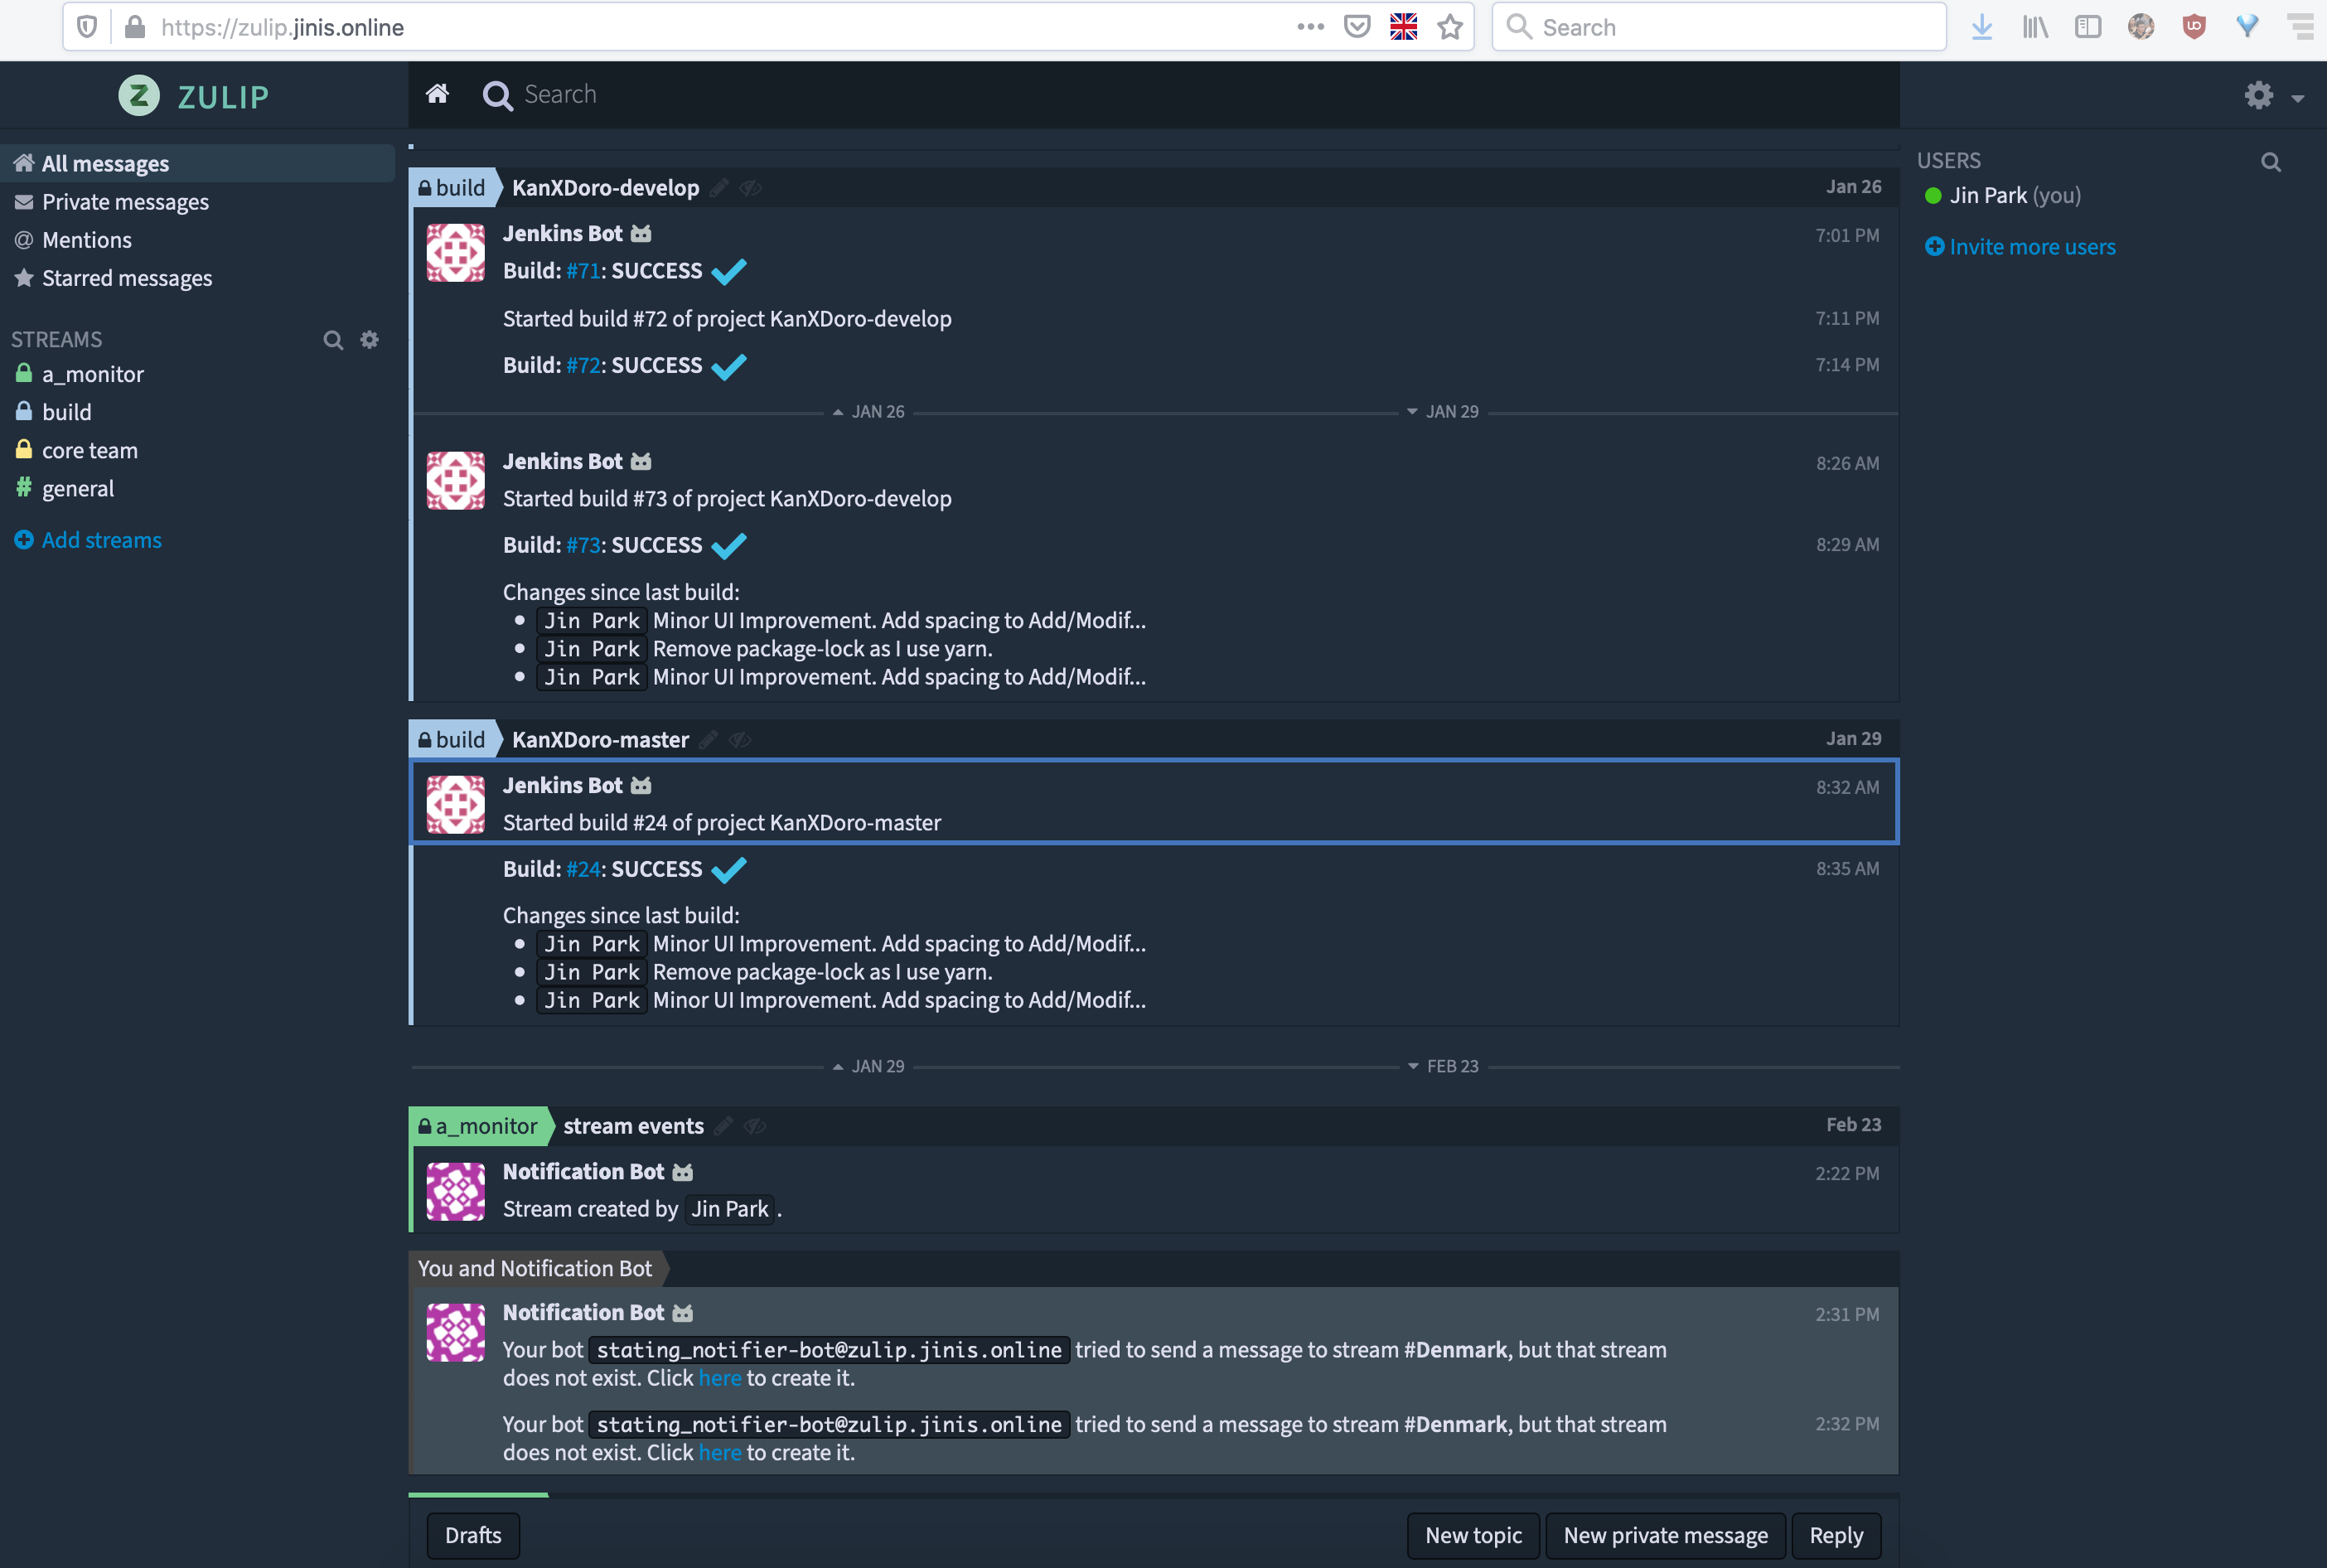 https://zulip.jinis.online
Search
ZULIP
Search
All messages
Private messages
@ Mentions
Starred messages
STREAMS
a_monitor
build
core team
# general
Add streams
build KanXDoro-develop Jan 26
Jenkins Bot 7:01 PM
Build: #71: SUCCESS
Started build #72 of project KanXDoro-develop 7:11 PM
Build: #72: SUCCESS 7:14 PM
JAN 26 JAN 29
Jenkins Bot 8:26 AM
Started build #73 of project KanXDoro-develop
Build: #73: SUCCESS 8:29 AM
Changes since last build:
• Jin Park Minor UI Improvement. Add spacing to Add/Modif...
• Jin Park Remove package-lock as I use yarn.
• Jin Park Minor UI Improvement. Add spacing to Add/Modif...
build KanXDoro-master Jan 29
Jenkins Bot 8:32 AM
Started build #24 of project KanXDoro-master
Build: #24: SUCCESS 8:35 AM
Changes since last build:
• Jin Park Minor UI Improvement. Add spacing to Add/Modif...
• Jin Park Remove package-lock as I use yarn.
• Jin Park Minor UI Improvement. Add spacing to Add/Modif...
JAN 29 FEB 23
a_monitor stream events Feb 23
Notification Bot 2:22 PM
Stream created by Jin Park .
You and Notification Bot
Notification Bot 2:31 PM
Your bot stating_notifier-bot@zulip.jinis.online tried to send a message to stream #Denmark, but that stream
does not exist. Click here to create it.
Your bot stating_notifier-bot@zulip.jinis.online tried to send a message to stream #Denmark, but that stream 2:32 PM
does not exist. Click here to create it.
Drafts New topic New private message Reply
USERS
Jin Park (you)
Invite more users